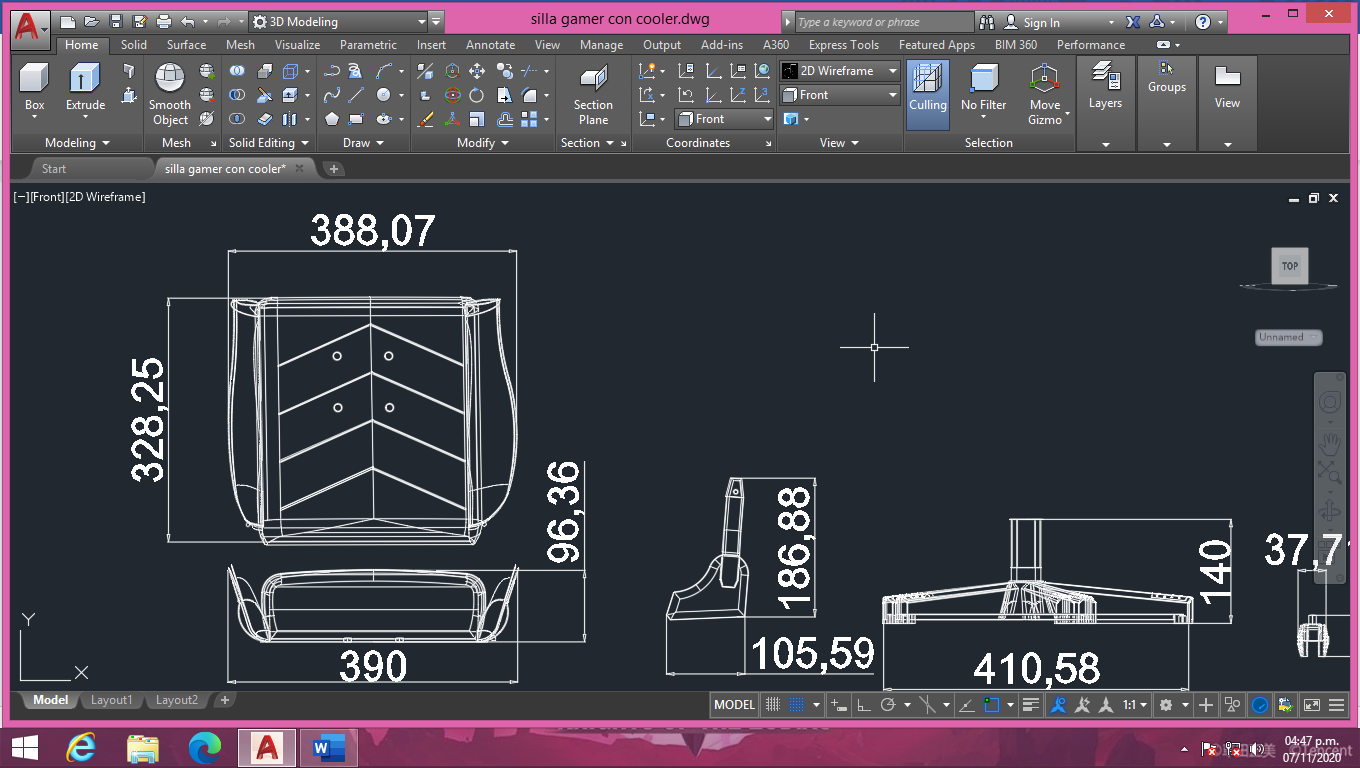 3D Modeling
silla gamer con cooler.dwg
Type a keyword or phrase
Sign In
Home Solid Surface Mesh Visualize Parametric Insert Annotate View Manage Output Add-ins A360 Express Tools Featured Apps BIM 360 Performance
Box
Extrude
Smooth
Object
Section
Plane
2D Wireframe
Front
Front
Culling
No Filter
Move
Gizmo
Layers
Groups
View
Modeling Mesh Solid Editing Draw Modify Section Coordinates View Selection
Start
silla gamer con cooler*
[−][Front][2D Wireframe]
388,07
TOP
Unnamed
328,25
96,36
186,88
140
37,7
390
105,59
410,58
Y
X
Model Layout1 Layout2
MODEL
1:1
04:47 p.m.
07/11/2020